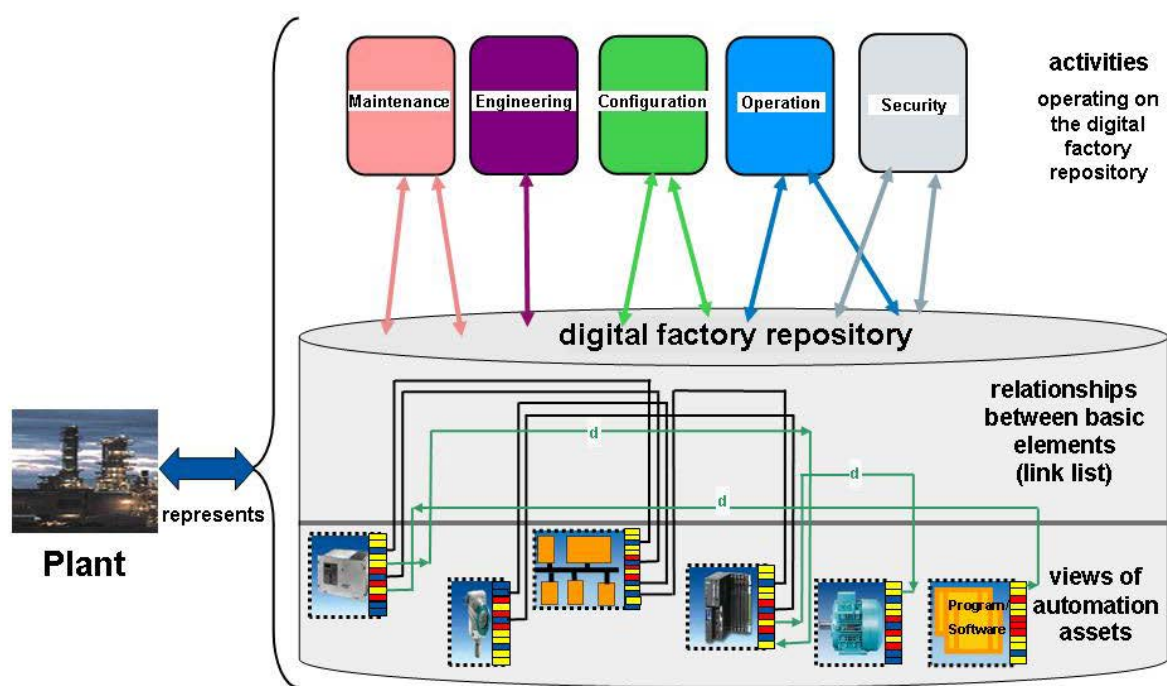 Maintenance
Engineering
Configuration
Operation
Security
activities
operating on
the digital
factory
repository
digital factory repository
relationships
between basic
elements
(link list)
d
d
d
represents
Plant
views of
automation
assets
Program/
Software